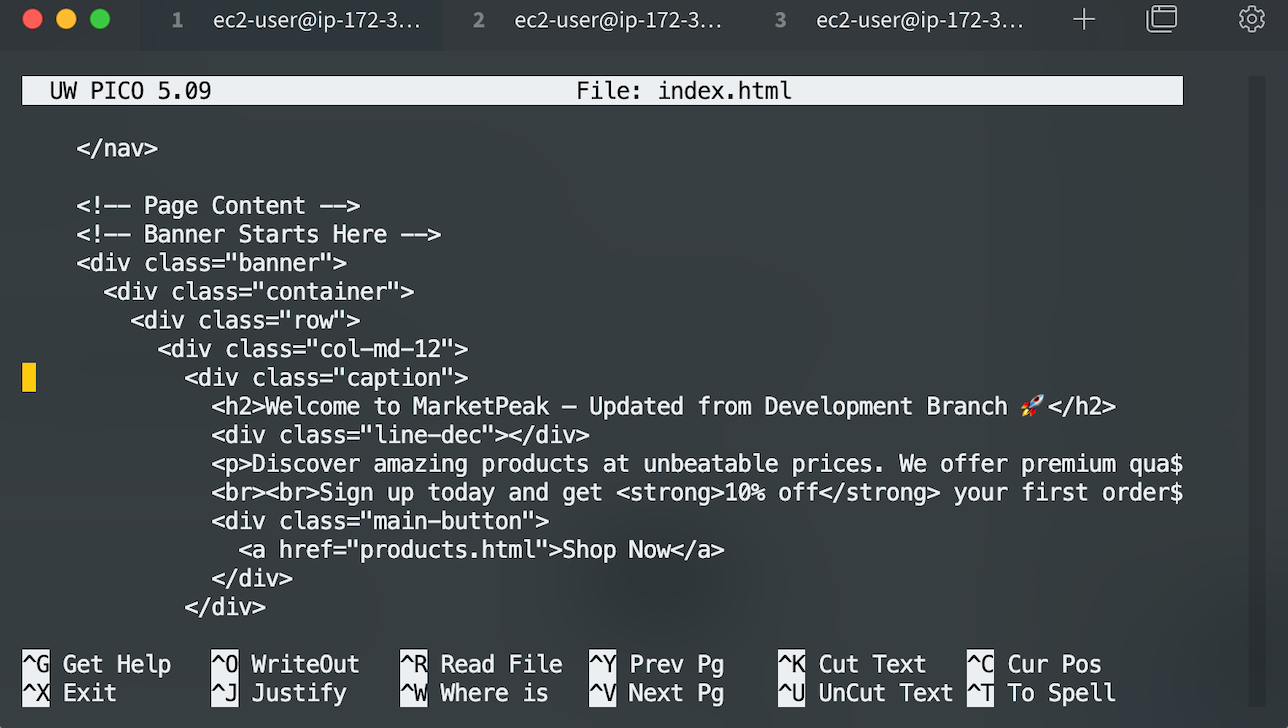 1 ec2-user@ip-172-3... 2 ec2-user@ip-172-3... 3 ec2-user@ip-172-3...
UW PICO 5.09 File: index.html
</nav>
<!-- Page Content -->
<!-- Banner Starts Here -->
<div class="banner">
<div class="container">
<div class="row">
<div class="col-md-12">
<div class="caption">
<h2>Welcome to MarketPeak – Updated from Development Branch 🚀</h2>
<div class="line-dec"></div>
<p>Discover amazing products at unbeatable prices. We offer premium qua$
<br><br>Sign up today and get <strong>10% off</strong> your first order$
<div class="main-button">
<a href="products.html">Shop Now</a>
</div>
</div>
^G Get Help ^O WriteOut ^R Read File ^Y Prev Pg ^K Cut Text ^C Cur Pos
^X Exit ^J Justify ^W Where is ^V Next Pg ^U UnCut Text ^T To Spell